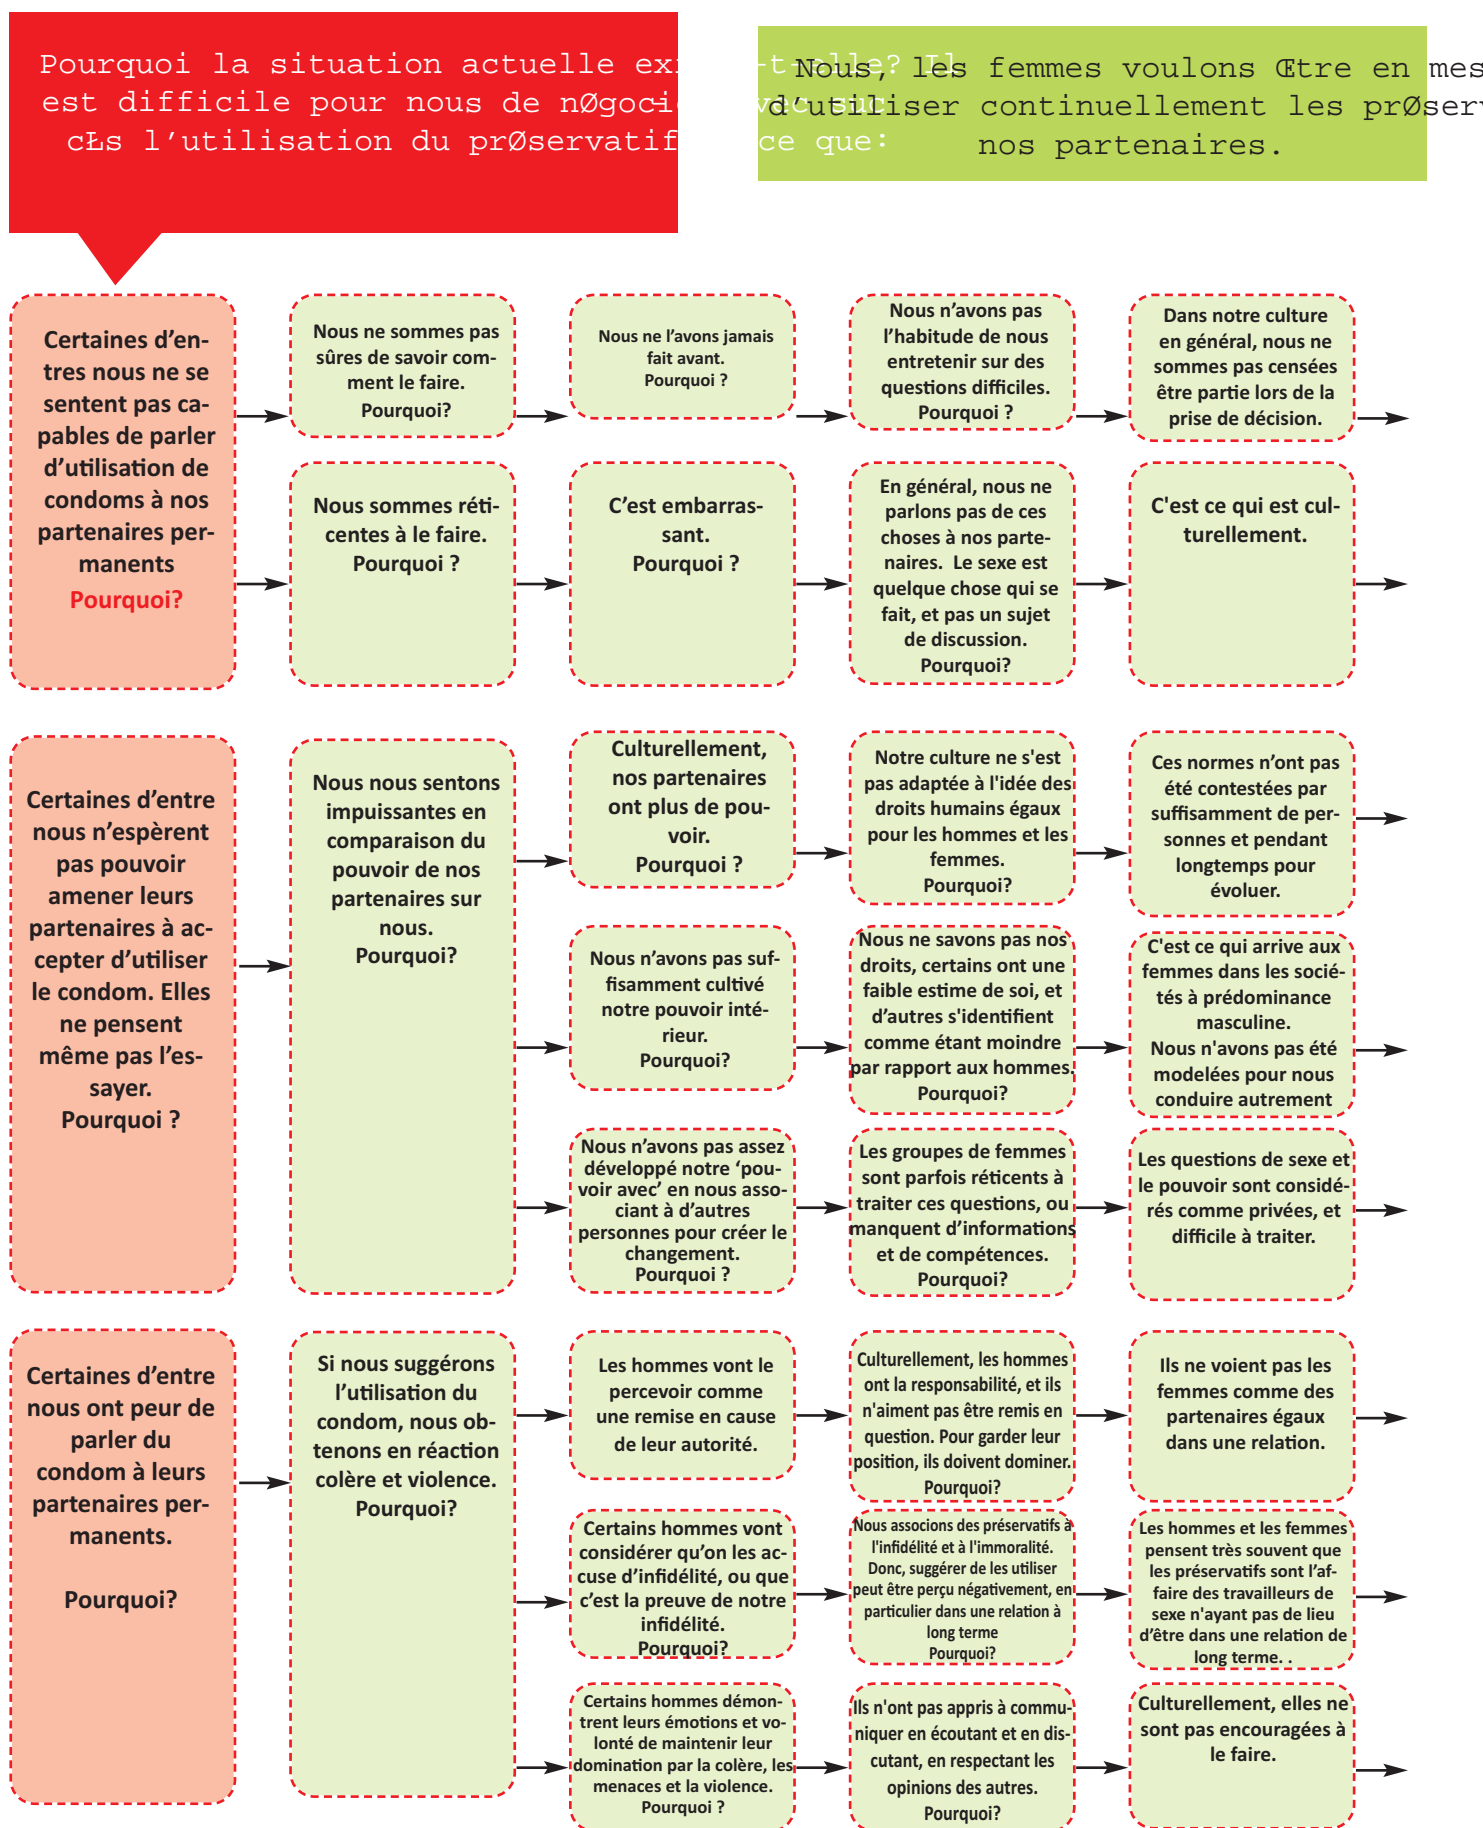 Pourquoi la situation actuelle exi -t-elle? Il
est difficile pour nous de nØgoci vec suc
cŁs l'utilisation du prØservatif ce que:
Nous, les femmes voulons Œtre en mes
d'utiliser continuellement les prØserv
nos partenaires.
Certaines d'en-
tres nous ne se
sentent pas ca-
pables de parler
d'utilisation de
condoms à nos
partenaires per-
manents
Pourquoi?
Nous ne sommes pas
sûres de savoir com-
ment le faire.
Pourquoi?
Nous ne l'avons jamais
fait avant.
Pourquoi ?
Nous n'avons pas
l'habitude de nous
entretenir sur des
questions difficiles.
Pourquoi ?
Dans notre culture
en général, nous ne
sommes pas censées
être partie lors de la
prise de décision.
Nous sommes réti-
centes à le faire.
Pourquoi ?
C'est embarras-
sant.
Pourquoi ?
En général, nous ne
parlons pas de ces
choses à nos parte-
naires. Le sexe est
quelque chose qui se
fait, et pas un sujet
de discussion.
Pourquoi?
C'est ce qui est cul-
turellement.
Certaines d'entre
nous n'espèrent
pas pouvoir
amener leurs
partenaires à ac-
cepter d'utiliser
le condom. Elles
ne pensent
même pas l'es-
sayer.
Pourquoi ?
Nous nous sentons
impuissantes en
comparaison du
pouvoir de nos
partenaires sur
nous.
Pourquoi?
Culturellement,
nos partenaires
ont plus de pou-
voir.
Pourquoi ?
Notre culture ne s'est
pas adaptée à l'idée des
droits humains égaux
pour les hommes et les
femmes.
Pourquoi?
Ces normes n'ont pas
été contestées par
suffisamment de per-
sonnes et pendant
longtemps pour
évoluer.
Nous n'avons pas suf-
fisamment cultivé
notre pouvoir inté-
rieur.
Pourquoi?
Nous ne savons pas nos
droits, certains ont une
faible estime de soi, et
d'autres s'identifient
comme étant moindre
par rapport aux hommes.
Pourquoi?
C'est ce qui arrive aux
femmes dans les socié-
tés à prédominance
masculine.
Nous n'avons pas été
modelées pour nous
conduire autrement
Nous n'avons pas assez
développé notre 'pou-
voir avec' en nous asso-
ciant à d'autres
personnes pour créer le
changement.
Pourquoi ?
Les groupes de femmes
sont parfois réticents à
traiter ces questions, ou
manquent d'informations
et de compétences.
Pourquoi?
Les questions de sexe et
le pouvoir sont considé-
rés comme privées, et
difficile à traiter.
Certaines d'entre
nous ont peur de
parler du
condom à leurs
partenaires per-
manents.
Pourquoi?
Si nous suggérons
l'utilisation du
condom, nous ob-
tenons en réaction
colère et violence.
Pourquoi?
Les hommes vont le
percevoir comme
une remise en cause
de leur autorité.
Culturellement, les hommes
ont la responsabilité, et ils
n'aiment pas être remis en
question. Pour garder leur
position, ils doivent dominer.
Pourquoi?
Ils ne voient pas les
femmes comme des
partenaires égaux
dans une relation.
Certains hommes vont
considérer qu'on les ac-
cuse d'infidélité, ou que
c'est la preuve de notre
infidélité.
Pourquoi?
Nous associons des préservatifs à
l'infidélité et à l'immoralité.
Donc, suggérer de les utiliser
peut être perçu négativement, en
particulier dans une relation à
long terme
Pourquoi?
Les hommes et les femmes
pensent très souvent que
les préservatifs sont l'af-
faire des travailleurs de
sexe n'ayant pas de lieu
d'être dans une relation de
long terme. .
Certains hommes démon-
trent leurs émotions et vo-
lonté de maintenir leur
domination par la colère, les
menaces et la violence.
Pourquoi ?
Ils n'ont pas appris à commu-
niquer en écoutant et en dis-
cutant, en respectant les
opinions des autres.
Pourquoi?
Culturellement, elles ne
sont pas encouragées à
le faire.